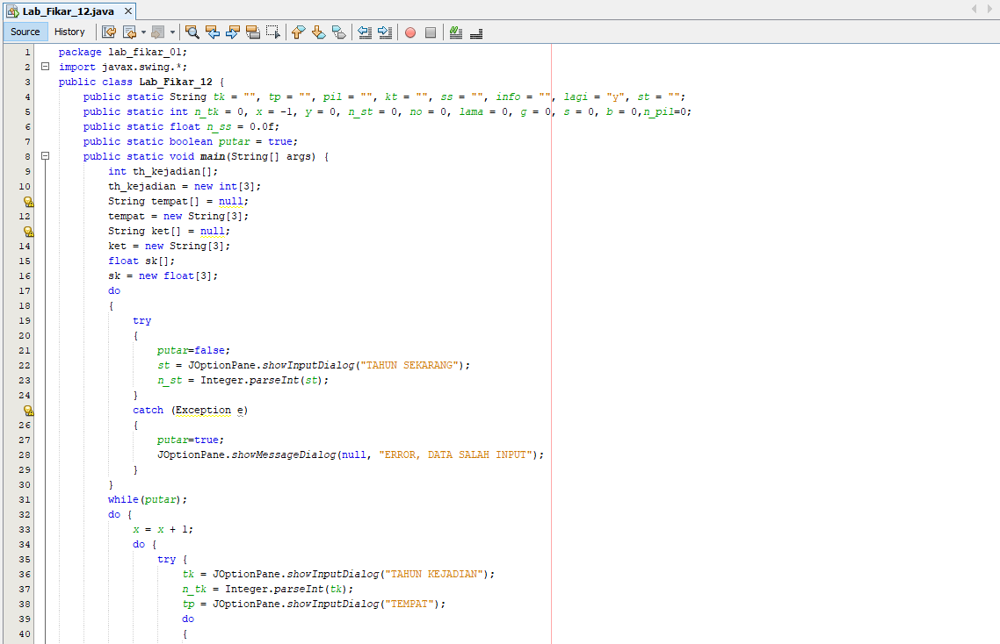 Lab_Fikar_12.java
Source History
1 package lab_fikar_01;
2 import javax.swing.*;
3 public class Lab_Fikar_12 {
4 public static String tk = "", tp = "", pil = "", kt = "", ss = "", info = "", lagi = "y", st = "";
5 public static int n_tk = 0, x = -1, y = 0, n_st = 0, no = 0, lama = 0, g = 0, s = 0, b = 0,n_pil=0;
6 public static float n_ss = 0.0f;
7 public static boolean putar = true;
8 public static void main(String[] args) {
9 int th_kejadian[];
10 th_kejadian = new int[3];
String tempat[] = null;
12 tempat = new String[3];
String ket[] = null;
14 ket = new String[3];
15 float sk[];
16 sk = new float[3];
17 do
18 {
19 try
20 {
21 putar=false;
22 st = JOptionPane.showInputDialog("TAHUN SEKARANG");
23 n_st = Integer.parseInt(st);
24 }
catch (Exception e)
26 {
27 putar=true;
28 JOptionPane.showMessageDialog(null, "ERROR, DATA SALAH INPUT");
29 }
30 }
31 while(putar);
32 do {
33 x = x + 1;
34 do {
35 try {
36 tk = JOptionPane.showInputDialog("TAHUN KEJADIAN");
37 n_tk = Integer.parseInt(tk);
38 tp = JOptionPane.showInputDialog("TEMPAT");
39 do
40 {